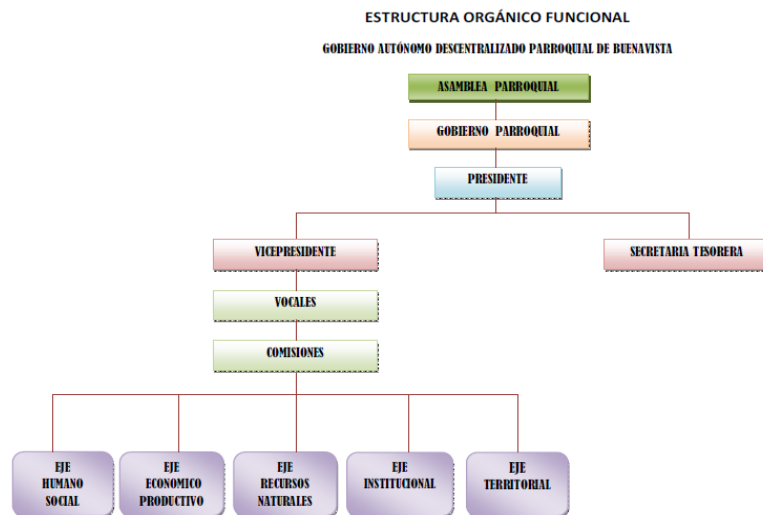 ESTRUCTURA ORGÁNICO FUNCIONAL
GOBIERNO AUTÓNOMO DESCENTRALIZADO PARROQUIAL DE BUENAVISTA
ASAMBLEA PARROQUIAL
GOBIERNO PARROQUIAL
PRESIDENTE
VICEPRESIDENTE
SECRETARIA TESORERA
VOCALES
COMISIONES
EJE
HUMANO
SOCIAL
EJE
ECONOMICO
PRODUCTIVO
EJE
RECURSOS
NATURALES
EJE
INSTITUCIONAL
EJE
TERRITORIAL